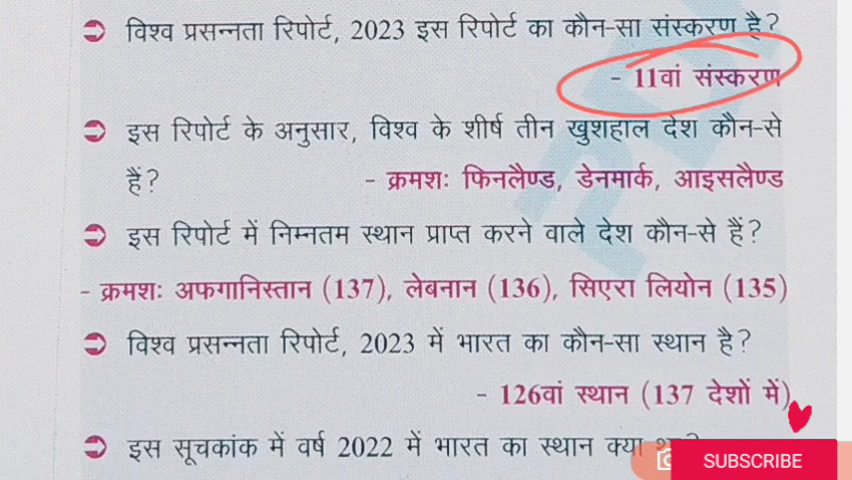 ➲ विश्व प्रसन्नता रिपोर्ट, 2023 इस रिपोर्ट का कौन-सा संस्करण है?
- 11वां संस्करण
➲ इस रिपोर्ट के अनुसार, विश्व के शीर्ष तीन खुशहाल देश कौन-से
हैं? - क्रमशः फिनलैण्ड, डेनमार्क, आइसलैण्ड
➲ इस रिपोर्ट में निम्नतम स्थान प्राप्त करने वाले देश कौन-से हैं?
- क्रमशः अफगानिस्तान (137), लेबनान (136), सिएरा लियोन (135)
➲ विश्व प्रसन्नता रिपोर्ट, 2023 में भारत का कौन-सा स्थान है?
- 126वां स्थान (137 देशों में)
➲ इस सूचकांक में वर्ष 2022 में भारत का स्थान क्या
SUBSCRIBE